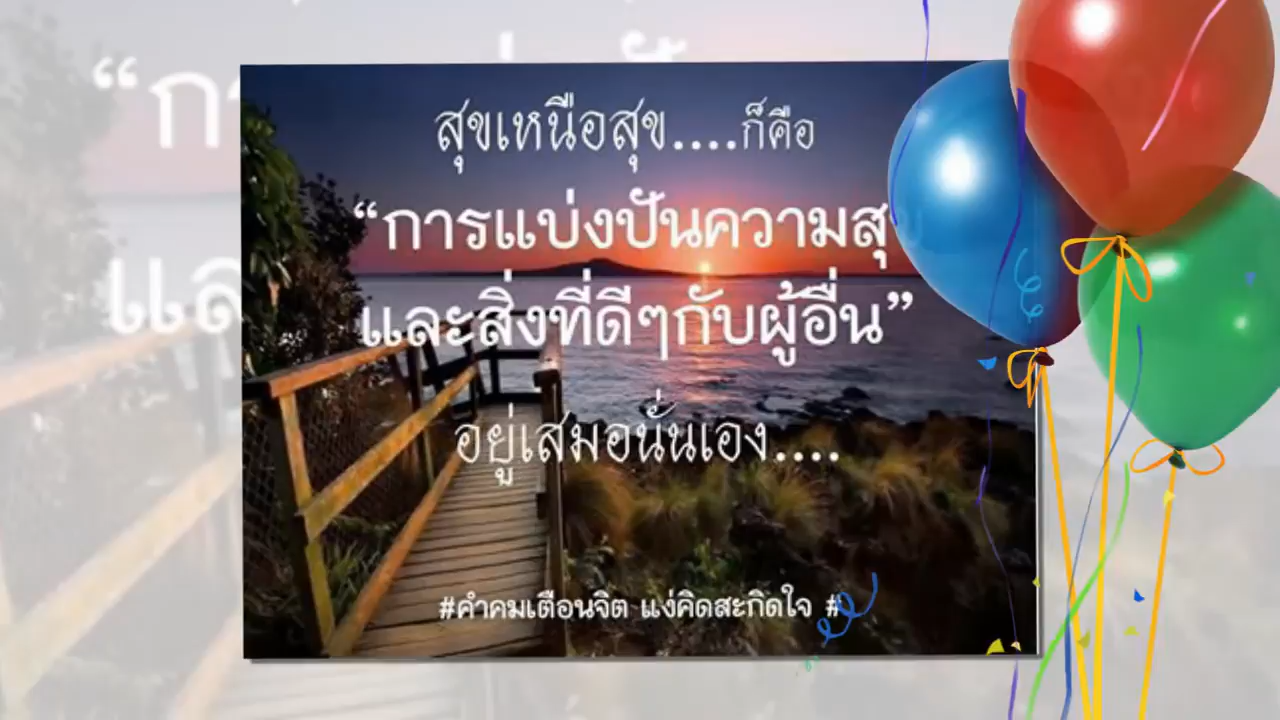 สุขเหนือสุข....ก็คือ
“การแบ่งปันความสุข
และสิ่งที่ดีๆกับผู้อื่น”
อยู่เสมอนั่นเอง....
#คำคมเตือนจิต แง่คิดสะกิดใจ #